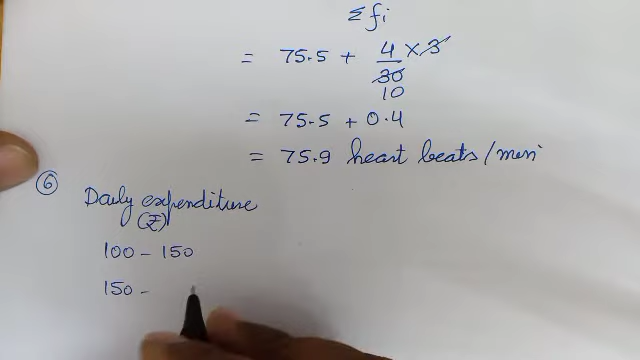 Σfi
= 75.5 + 4/30 × 3
10
= 75.5 + 0.4
= 75.9 heart beats/min
6 Daily expenditure
(₹)
100 - 150
150 -